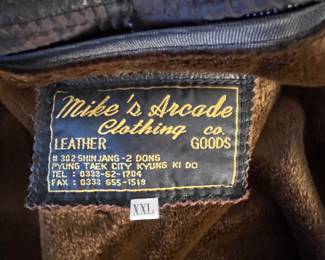 Mike's Arcade
Clothing co.
LEATHER GOODS
# 302 SHINJANG-2 DONG
PYUNG TAEK CITY KYUNG KI DO
TEL : 0333-62-1704
FAX : 0333 655-1519
XXL